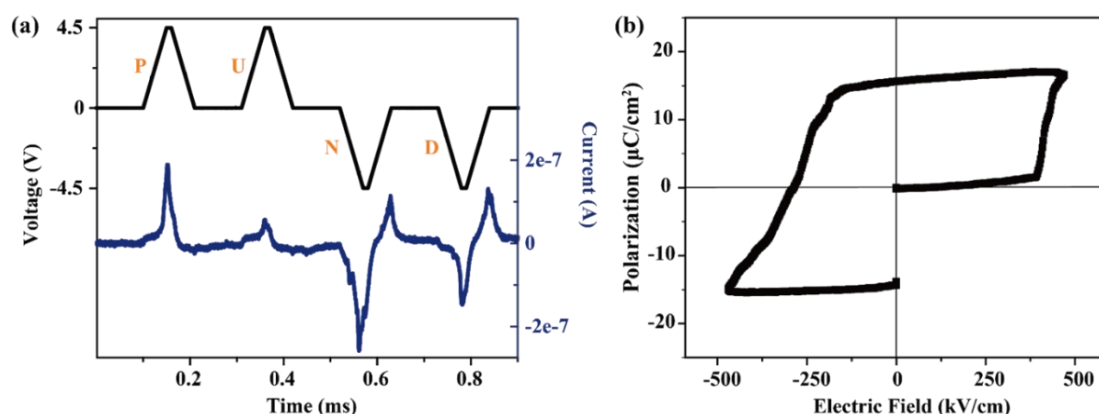 (a)
4.5
0
-4.5
Voltage (V)
P
U
N
D
2e-7
0
-2e-7
Current (A)
0.2
0.4
0.6
0.8
Time (ms)
(b)
20
10
0
-10
-20
Polarization (μC/cm²)
-500
-250
0
250
500
Electric Field (kV/cm)